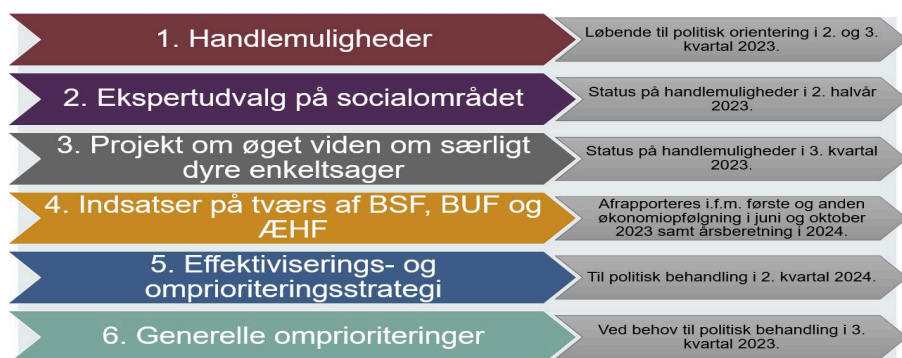 1. Handlemuligheder
Løbende til politisk orientering i 2. og 3.
kvartal 2023.
2. Ekspertudvalg på socialområdet
Status på handlemuligheder i 2. halvår
2023.
3. Projekt om øget viden om særligt
dyre enkeltsager
Status på handlemuligheder i 3. kvartal
2023.
4. Indsatser på tværs af BSF, BUF og
ÆHF
Afrapporteres i.f.m. første og anden
økonomiopfølgning i juni og oktober
2023 samt årsberetning i 2024.
5. Effektiviserings- og
omprioriteringsstrategi
Til politisk behandling i 2. kvartal 2024.
6. Generelle omprioriteringer
Ved behov til politisk behandling i 3.
kvartal 2023.